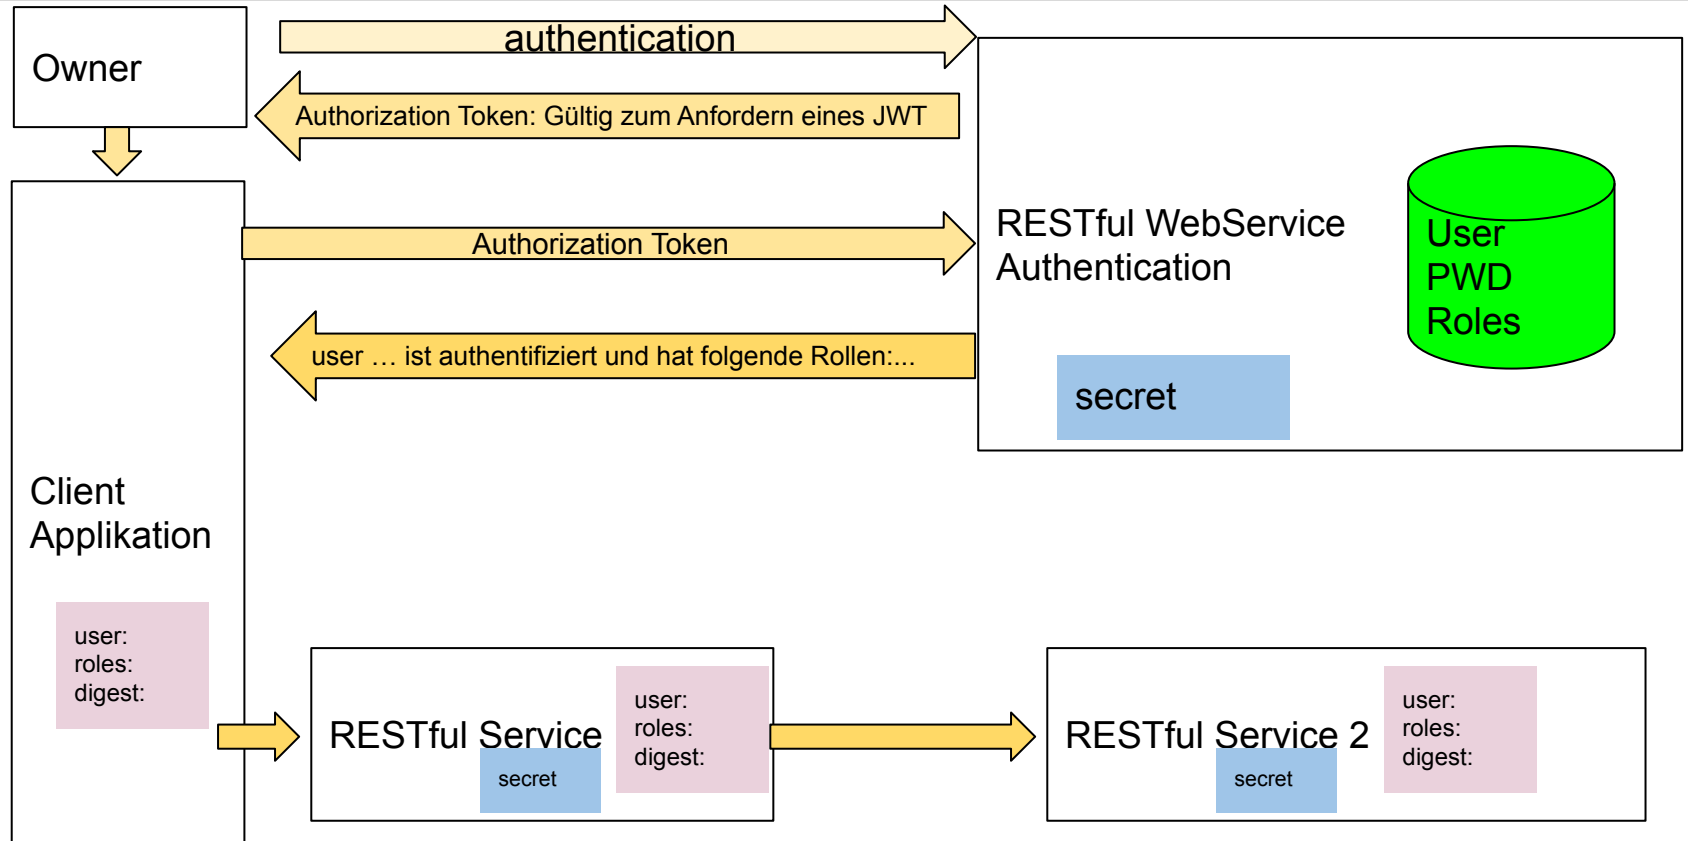 Owner
authentication
Authorization Token: Gültig zum Anfordern eines JWT
Authorization Token
user … ist authentifiziert und hat folgende Rollen:...
RESTful WebService
Authentication
User
PWD
Roles
secret
Client
Applikation
user:
roles:
digest:
RESTful Service
secret
user:
roles:
digest:
RESTful Service 2
secret
user:
roles:
digest: